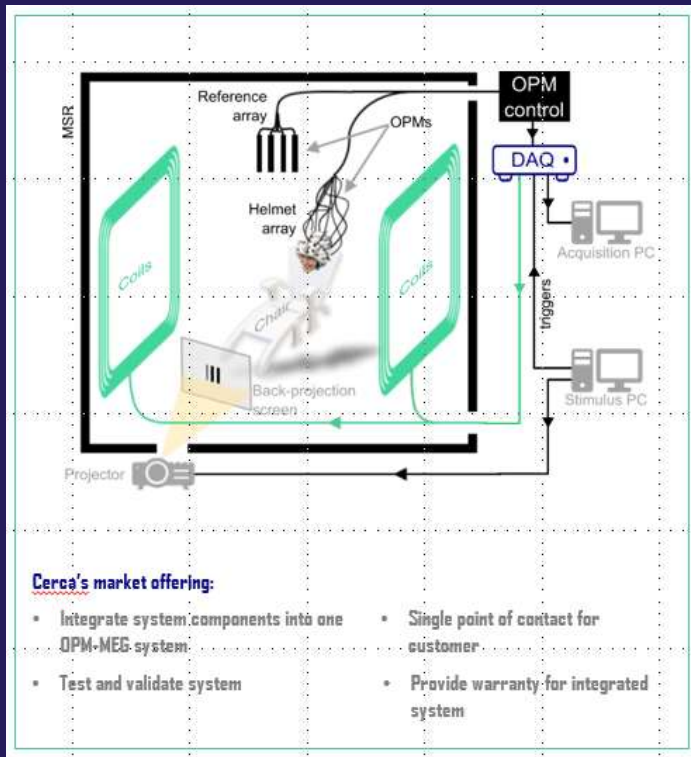 MSR
Reference
array
OPMs
OPM
control
DAQ
Helmet
array
Acquisition PC
Coils
Coils
Chair
triggers
Back-projection
screen
Stimulus PC
Projector
Cerca's market offering:
• Integrate system components into one
OPM-MEG system
• Test and validate system
• Single point of contact for
customer
• Provide warranty for integrated
system